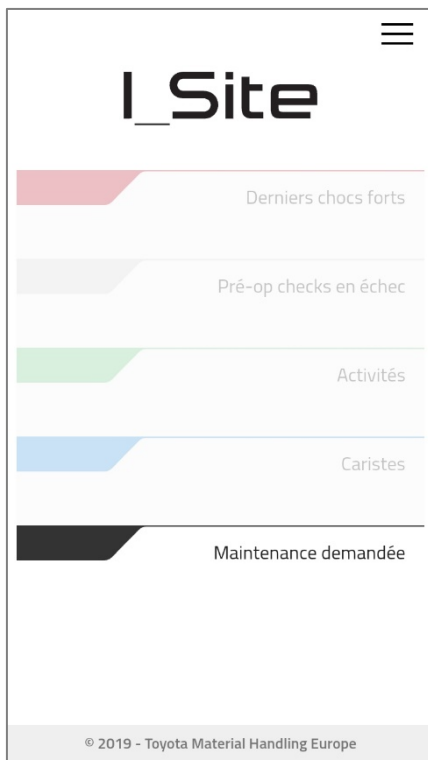 I_Site
Derniers chocs forts
Pré-op checks en échec
Activités
Caristes
Maintenance demandée
© 2019 - Toyota Material Handling Europe